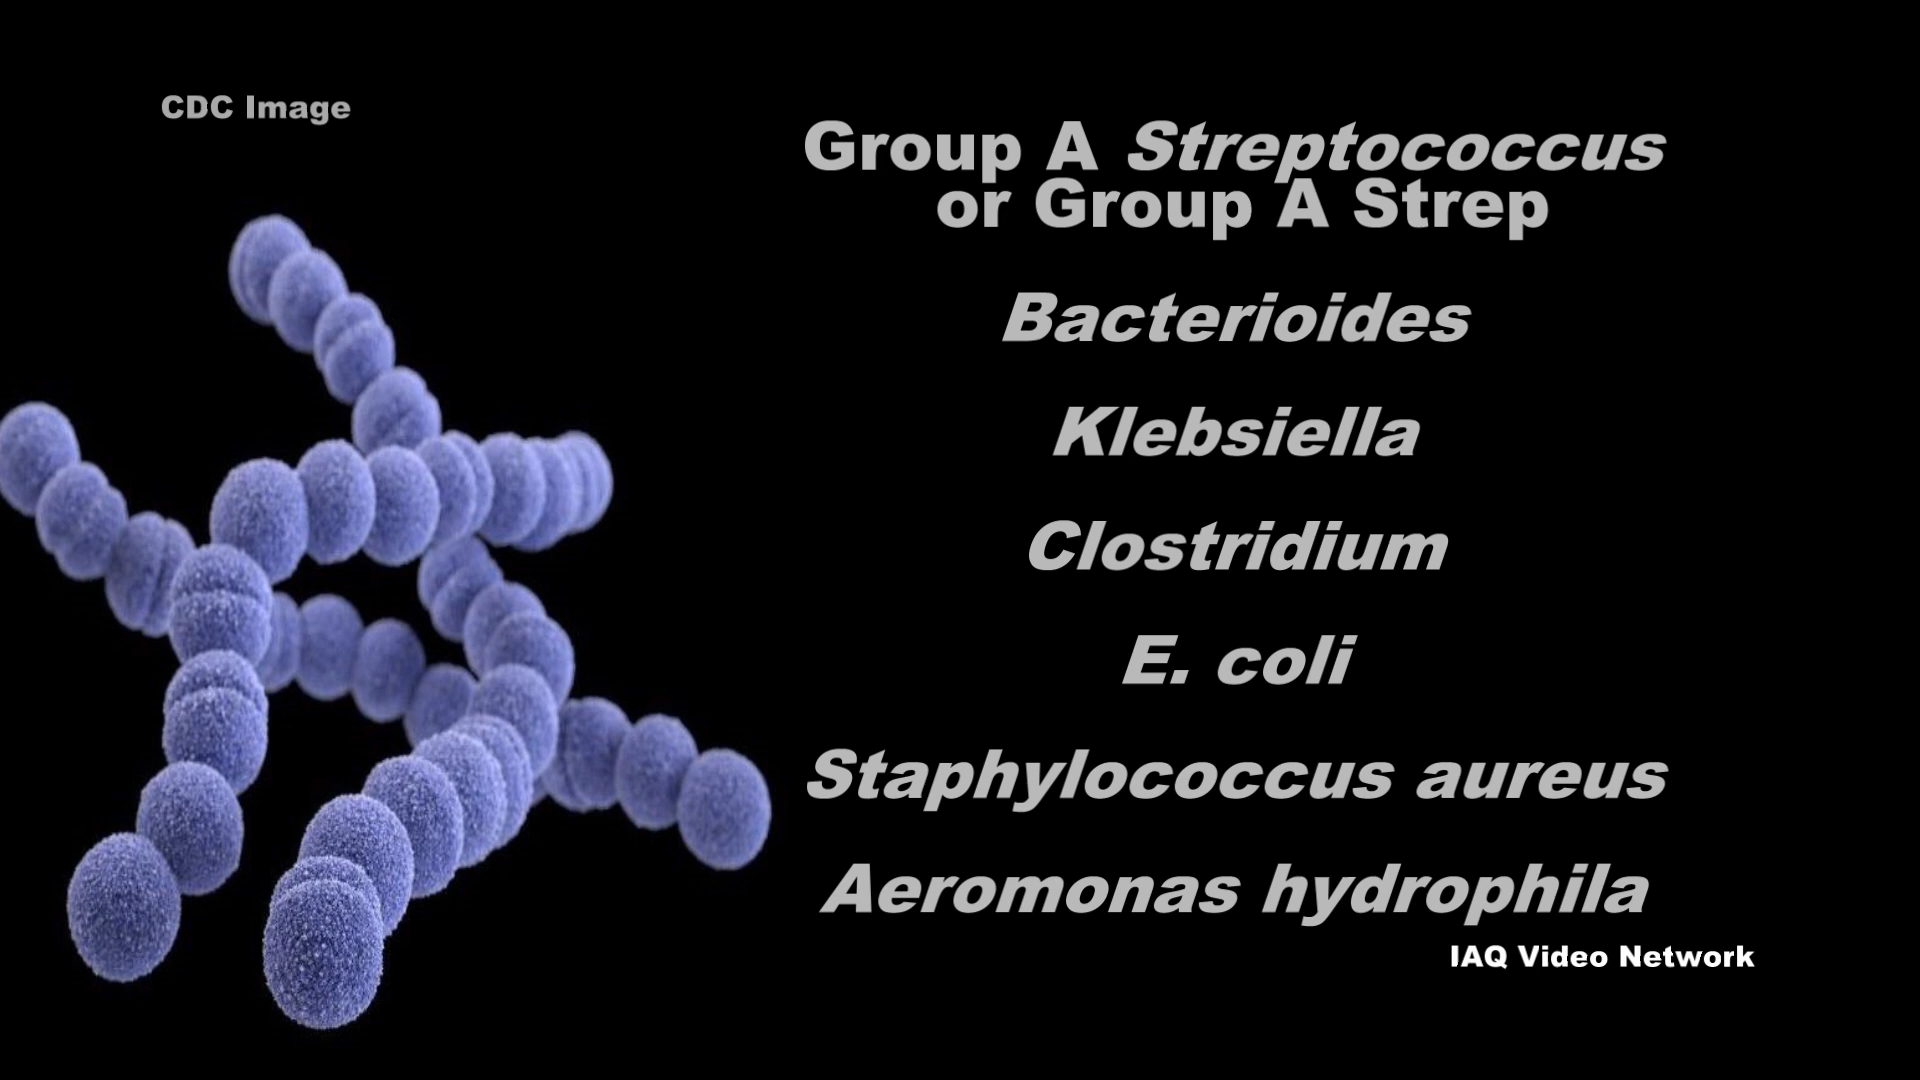 CDC Image
Group A Streptococcus
or Group A Strep
Bacterioides
Klebsiella
Clostridium
E. coli
Staphylococcus aureus
Aeromonas hydrophila
IAQ Video Network